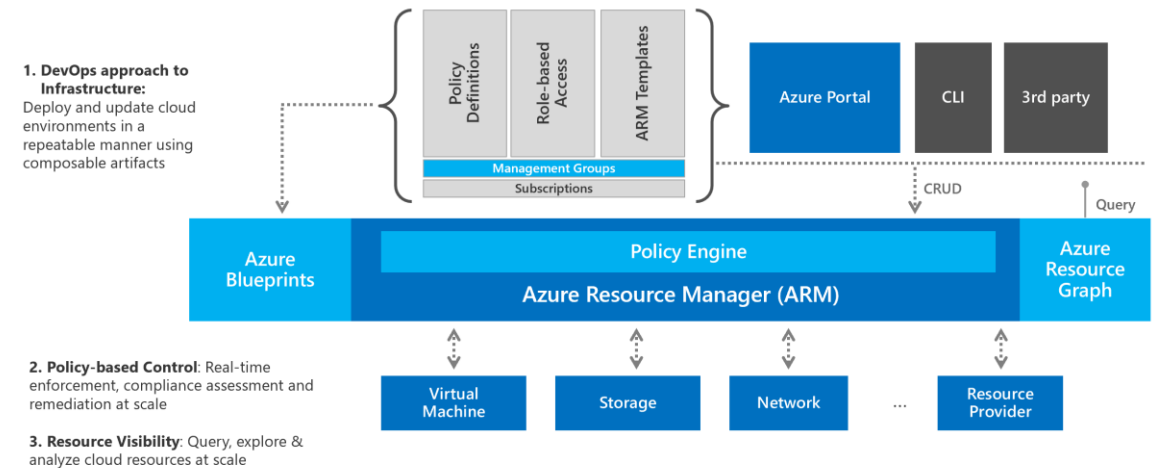 1. DevOps approach to
Infrastructure:
Deploy and update cloud
environments in a
repeatable manner using
composable artifacts
Policy
Definitions
Role-based
Access
ARM Templates
Management Groups
Subscriptions
Azure Portal
CLI
3rd party
CRUD
Query
Azure
Blueprints
Policy Engine
Azure Resource Manager (ARM)
Azure
Resource
Graph
2. Policy-based Control: Real-time
enforcement, compliance assessment and
remediation at scale
3. Resource Visibility: Query, explore &
analyze cloud resources at scale
Virtual
Machine
Storage
Network
...
Resource
Provider